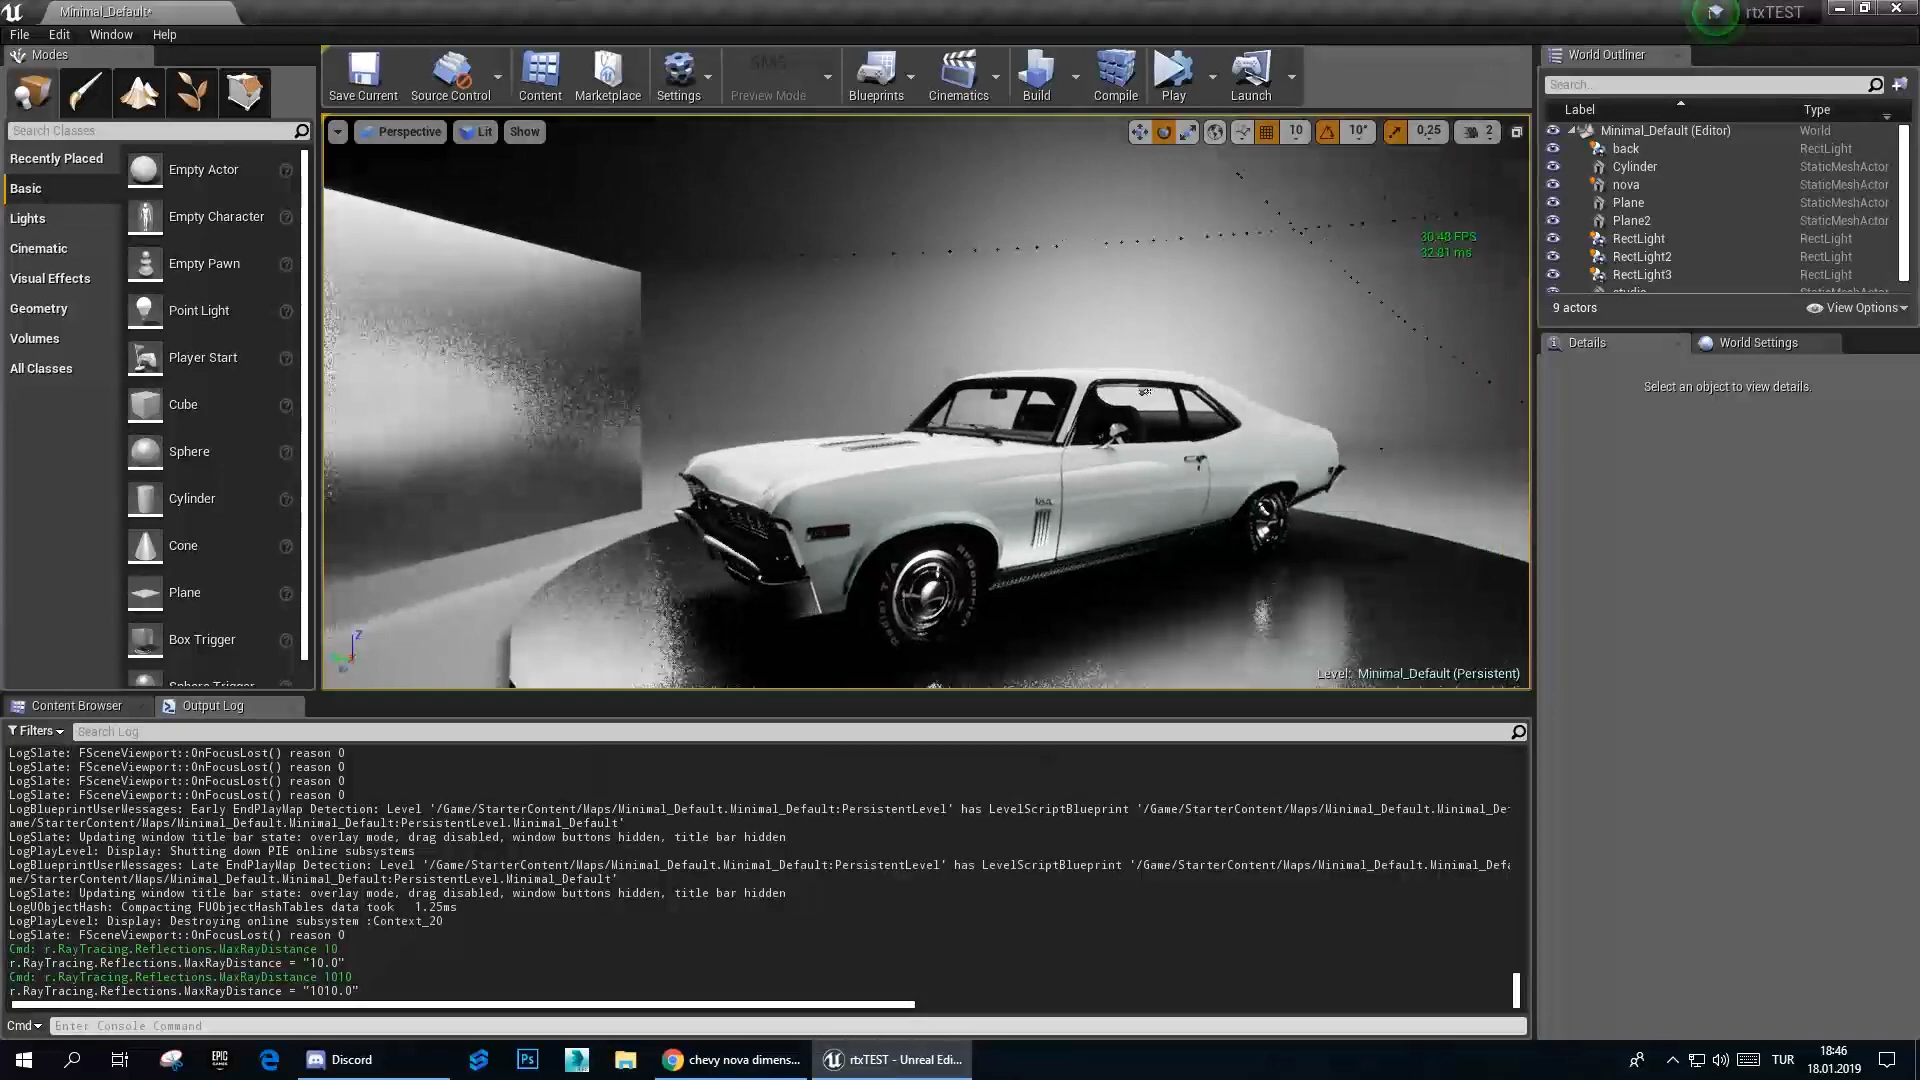 Minimal_Default*
rtxTEST
File Edit Window Help
Modes
Save Current
Source Control
Content
Marketplace
Settings
Preview Mode
Blueprints
Cinematics
Build
Compile
Play
Launch
World Outliner
Search...
Label Type
Search Classes
Perspective Lit Show
10 10° 0,25 2
Minimal_Default (Editor) World
back RectLight
Cylinder StaticMeshActor
nova StaticMeshActor
Plane StaticMeshActor
Plane2 StaticMeshActor
RectLight RectLight
RectLight2 RectLight
RectLight3 RectLight
9 actors View Options
Details World Settings
Select an object to view details.
Recently Placed
Basic
Lights
Cinematic
Visual Effects
Geometry
Volumes
All Classes
Empty Actor
Empty Character
Empty Pawn
Point Light
Player Start
Cube
Sphere
Cylinder
Cone
Plane
Box Trigger
Sphere Trigger
30.48 FPS
32.81 ms
Z
Level: Minimal_Default (Persistent)
Content Browser Output Log
Filters Search Log
LogSlate: FSceneViewport::OnFocusLost() reason 0
LogSlate: FSceneViewport::OnFocusLost() reason 0
LogSlate: FSceneViewport::OnFocusLost() reason 0
LogSlate: FSceneViewport::OnFocusLost() reason 0
LogBlueprintUserMessages: Early EndPlayMap Detection: Level '/Game/StarterContent/Maps/Minimal_Default.Minimal_Default:PersistentLevel' has LevelScriptBlueprint '/Game/StarterContent/Maps/Minimal_Default.Minimal_De
ame/StarterContent/Maps/Minimal_Default.Minimal_Default:PersistentLevel.Minimal_Default'
LogSlate: Updating window title bar state: overlay mode, drag disabled, window buttons hidden, title bar hidden
LogPlayLevel: Display: Shutting down PIE online subsystems
LogBlueprintUserMessages: Late EndPlayMap Detection: Level '/Game/StarterContent/Maps/Minimal_Default.Minimal_Default:PersistentLevel' has LevelScriptBlueprint '/Game/StarterContent/Maps/Minimal_Default.Minimal_Defa
me/StarterContent/Maps/Minimal_Default.Minimal_Default:PersistentLevel.Minimal_Default'
LogSlate: Updating window title bar state: overlay mode, drag disabled, window buttons hidden, title bar hidden
LogUObjectHash: Compacting FUObjectHashTables data took 1.25ms
LogPlayLevel: Display: Destroying online subsystem :Context_20
LogSlate: FSceneViewport::OnFocusLost() reason 0
Cmd: r.RayTracing.Reflections.MaxRayDistance 10
r.RayTracing.Reflections.MaxRayDistance = "10.0"
Cmd: r.RayTracing.Reflections.MaxRayDistance 1010
r.RayTracing.Reflections.MaxRayDistance = "1010.0"
Cmd Enter Console Command
EPIC GAMES
Discord
Ps
chevy nova dimens...
rtxTEST - Unreal Edi...
TUR
18:46
18.01.2019